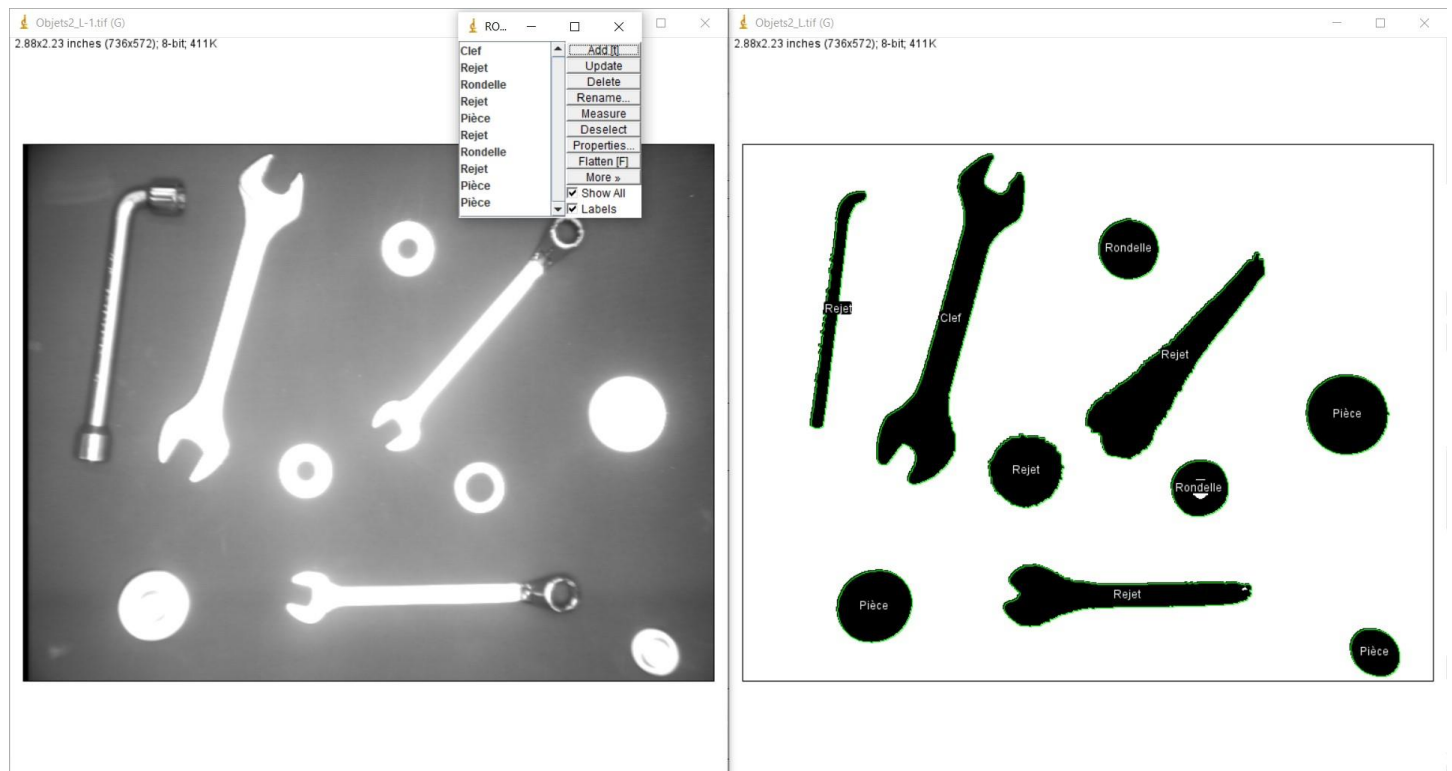 Objets2_L-1.tif (G)
2.88x2.23 inches (736x572); 8-bit; 411K
RO...
Clef
Rejet
Rondelle
Rejet
Pièce
Rejet
Rondelle
Rejet
Pièce
Pièce
Add [t]
Update
Delete
Rename...
Measure
Deselect
Properties...
Flatten [F]
More »
Show All
Labels
Objets2_L.tif (G)
2.88x2.23 inches (736x572); 8-bit; 411K
Rondelle
Rejet
Clef
Rejet
Pièce
Rejet
Rondelle
Rejet
Pièce
Pièce